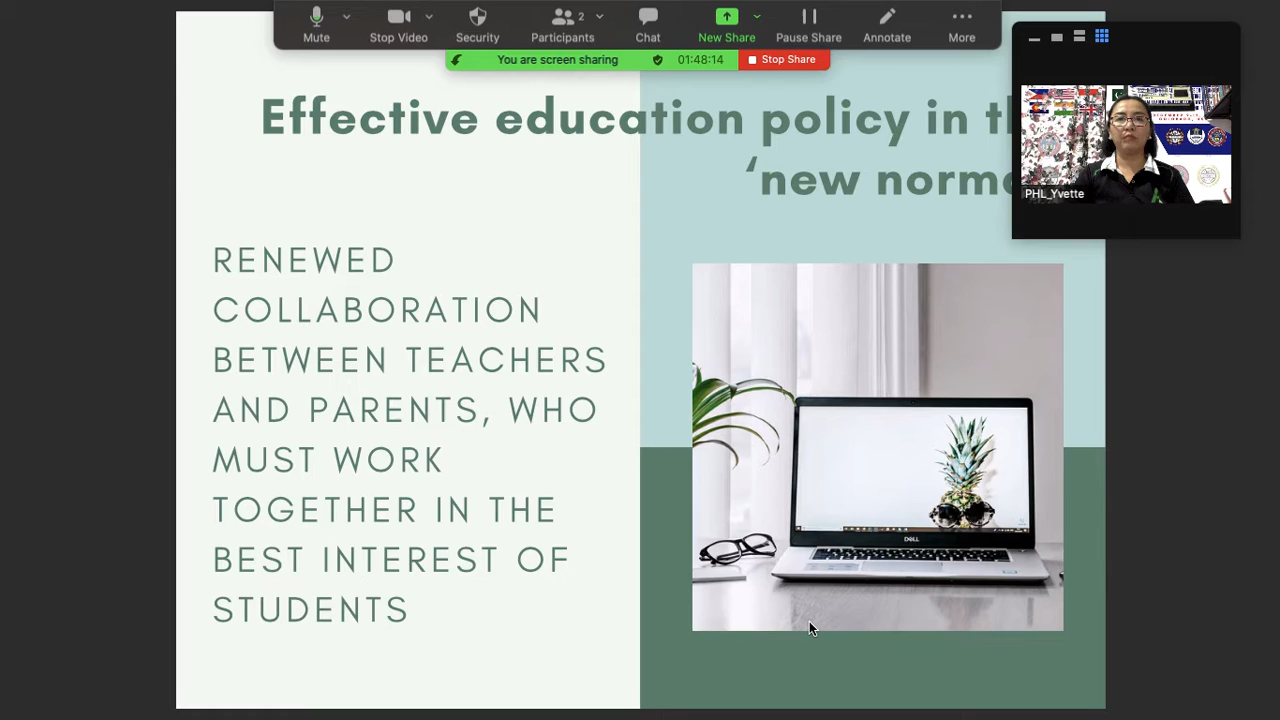 Mute
Stop Video
Security
2
Participants
Chat
New Share
Pause Share
Annotate
More
You are screen sharing
01:48:14
Stop Share
Effective education policy in
‘new
PHL_Yvette
RENEWED
COLLABORATION
BETWEEN TEACHERS
AND PARENTS, WHO
MUST WORK
TOGETHER IN THE
BEST INTEREST OF
STUDENTS
DELL